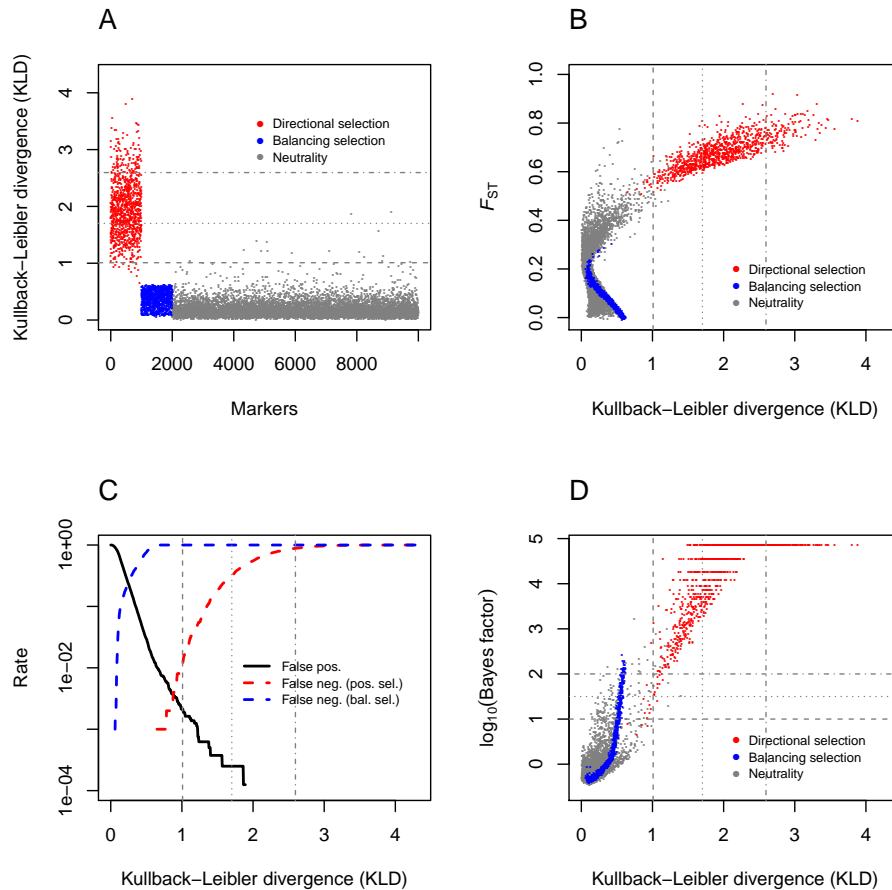 A
Kullback−Leibler divergence (KLD)
4
3
2
1
0
Directional selection
Balancing selection
Neutrality
0 2000 4000 6000 8000
Markers
B
FST
1.0
0.8
0.6
0.4
0.2
0.0
Directional selection
Balancing selection
Neutrality
0 1 2 3 4
Kullback−Leibler divergence (KLD)
C
Rate
1e+00
1e−02
1e−04
False pos.
False neg. (pos. sel.)
False neg. (bal. sel.)
0 1 2 3 4
Kullback−Leibler divergence (KLD)
D
log10(Bayes factor)
5
4
3
2
1
0
Directional selection
Balancing selection
Neutrality
0 1 2 3 4
Kullback−Leibler divergence (KLD)